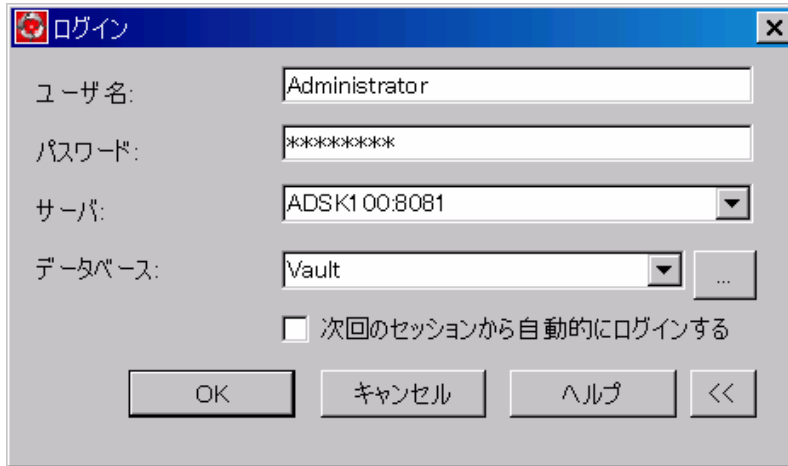 ログイン
ユーザ名: Administrator
パスワード: ********
サーバ: ADSK100:8081
データベース: Vault ...
次回のセッションから自動的にログインする
OK キャンセル ヘルプ <<